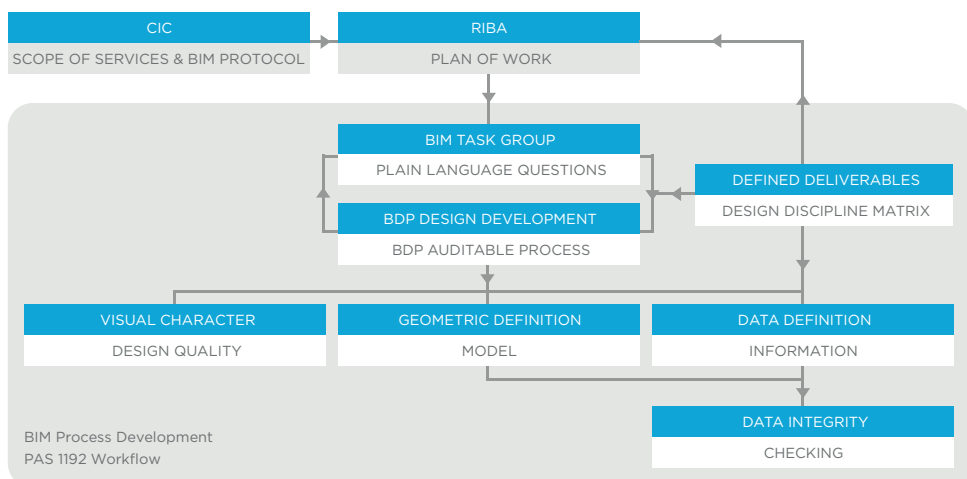 CIC
SCOPE OF SERVICES & BIM PROTOCOL
RIBA
PLAN OF WORK
BIM TASK GROUP
PLAIN LANGUAGE QUESTIONS
DEFINED DELIVERABLES
DESIGN DISCIPLINE MATRIX
BDP DESIGN DEVELOPMENT
BDP AUDITABLE PROCESS
VISUAL CHARACTER
DESIGN QUALITY
GEOMETRIC DEFINITION
MODEL
DATA DEFINITION
INFORMATION
DATA INTEGRITY
CHECKING
BIM Process Development
PAS 1192 Workflow